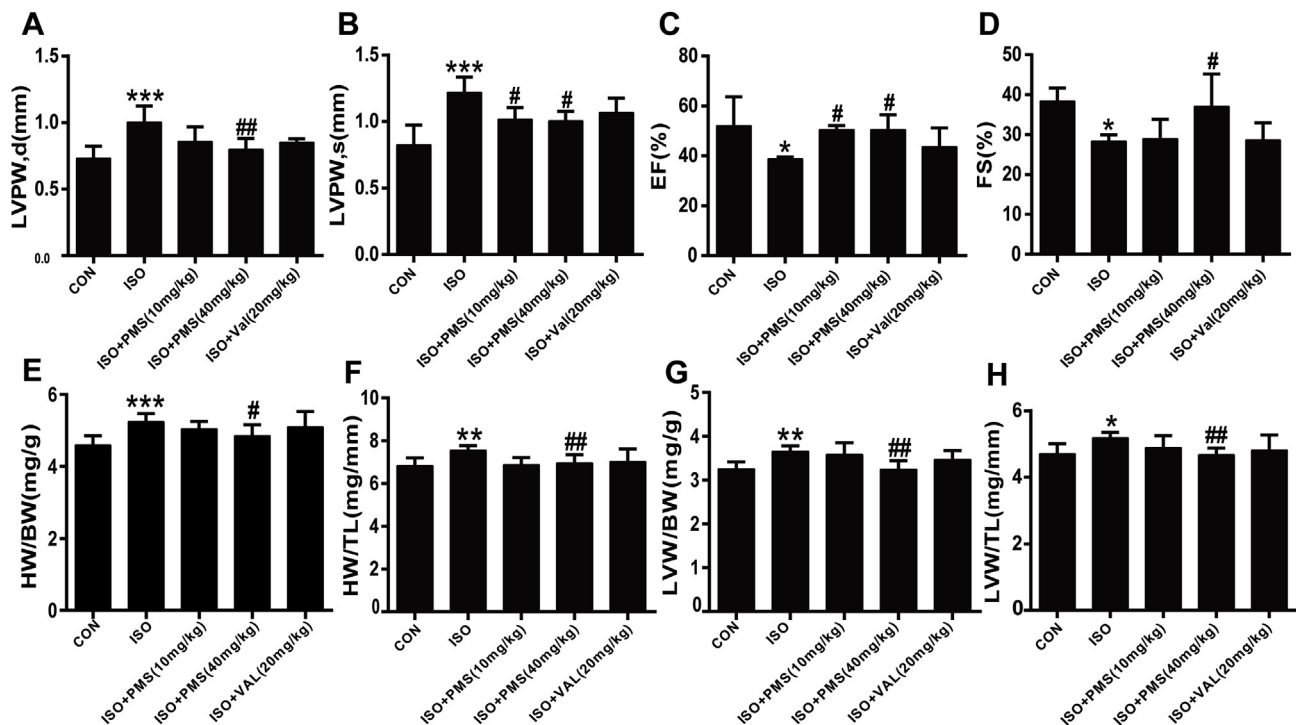 A
LVPW,d(mm)
1.5
1.0
0.5
0.0
***
##
CON
ISO
ISO+PMS(10mg/kg)
ISO+PMS(40mg/kg)
ISO+Val(20mg/kg)
B
LVPW,s(mm)
1.5
1.0
0.5
0.0
***
#
#
CON
ISO
ISO+PMS(10mg/kg)
ISO+PMS(40mg/kg)
ISO+Val(20mg/kg)
C
EF(%)
80
60
40
20
0
*
#
#
CON
ISO
ISO+PMS(10mg/kg)
ISO+PMS(40mg/kg)
ISO+Val(20mg/kg)
D
FS(%)
50
40
30
20
10
0
*
#
CON
ISO
ISO+PMS(10mg/kg)
ISO+PMS(40mg/kg)
ISO+Val(20mg/kg)
E
HW/BW(mg/g)
6
4
2
0
***
#
CON
ISO
ISO+PMS(10mg/kg)
ISO+PMS(40mg/kg)
ISO+VAL(20mg/kg)
F
HW/TL(mg/mm)
10
8
6
4
2
0
**
##
CON
ISO
ISO+PMS(10mg/kg)
ISO+PMS(40mg/kg)
ISO+VAL(20mg/kg)
G
LVW/BW(mg/g)
5
4
3
2
1
0
**
##
CON
ISO
ISO+PMS(10mg/kg)
ISO+PMS(40mg/kg)
ISO+VAL(20mg/kg)
H
LVW/TL(mg/mm)
6
4
2
0
*
##
CON
ISO
ISO+PMS(10mg/kg)
ISO+PMS(40mg/kg)
ISO+VAL(20mg/kg)